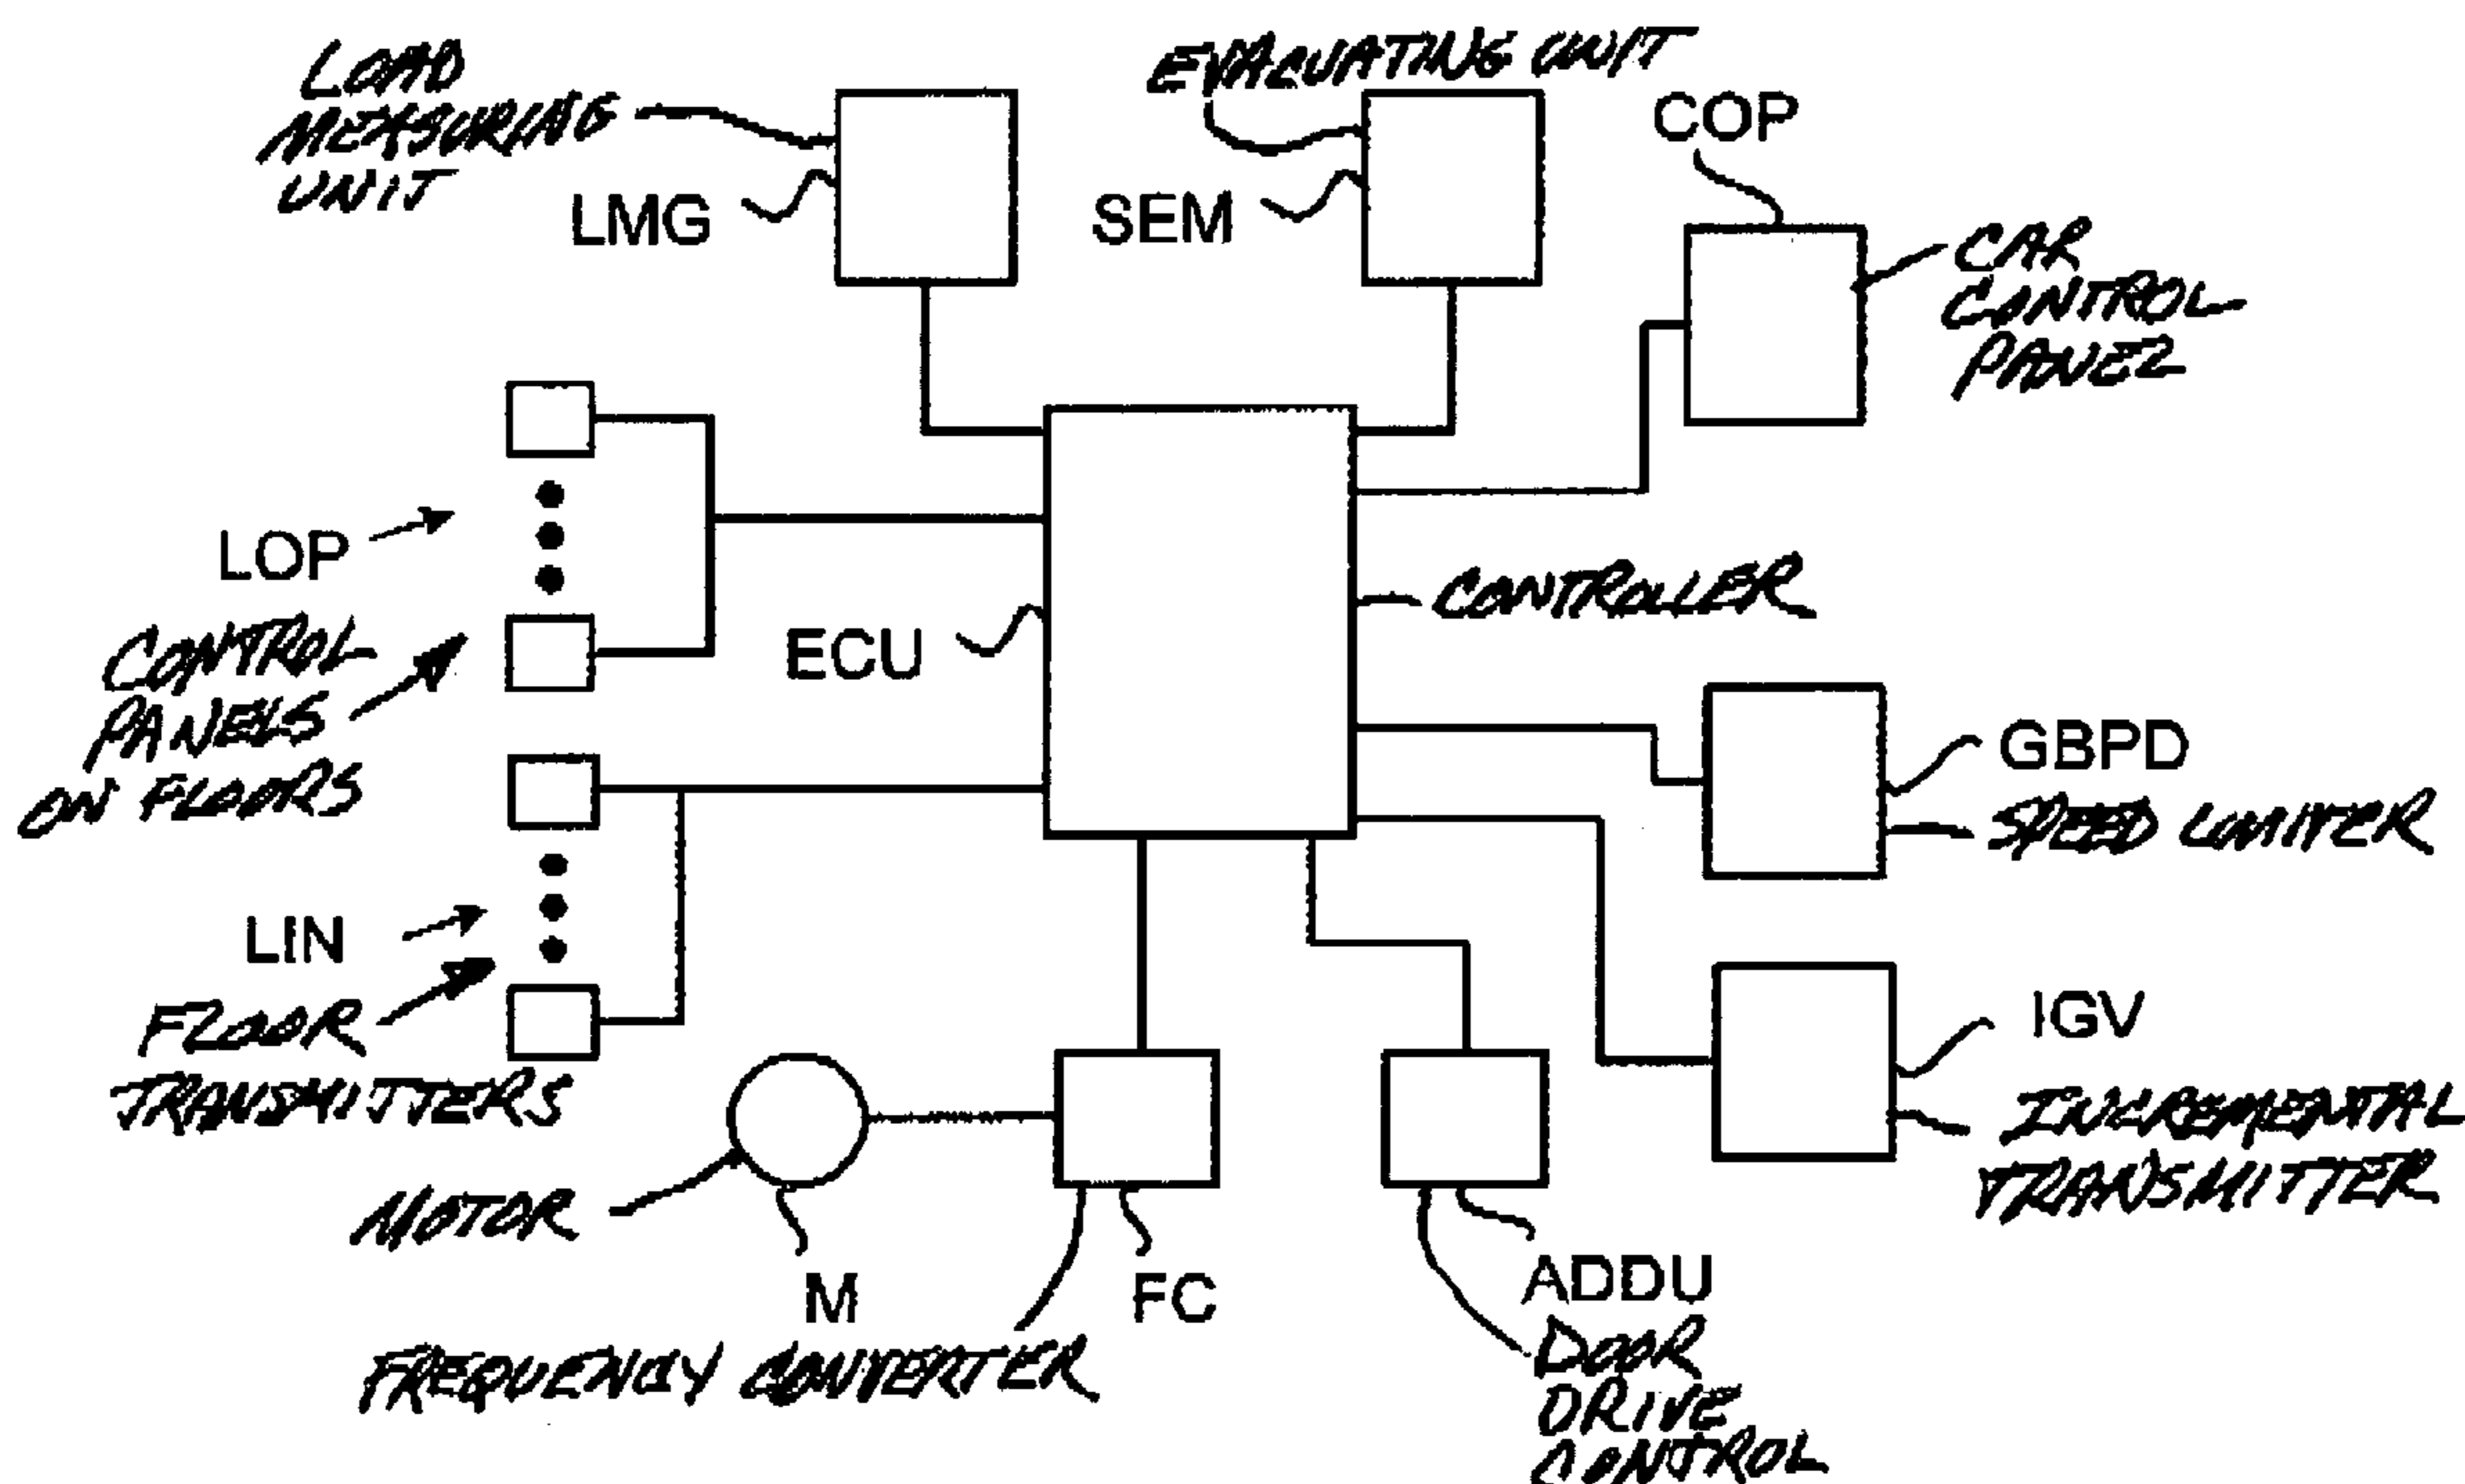 LOAD
MEASURING
UNIT
LMG
EVALUATING UNIT
SEM
COP
CAR
CONTROL
PANEL
LOP
CONTROL
PANELS
ON FLOORS
ECU
CONTROLLER
GBPD
SPEED LIMITER
LIN
FLOOR
TRANSMITTERS
IGV
INCREMENTAL
TRANSMITTER
MOTOR
M
FC
FREQUENCY CONVERTER
ADDU
DOOR
DRIVE
CONTROL